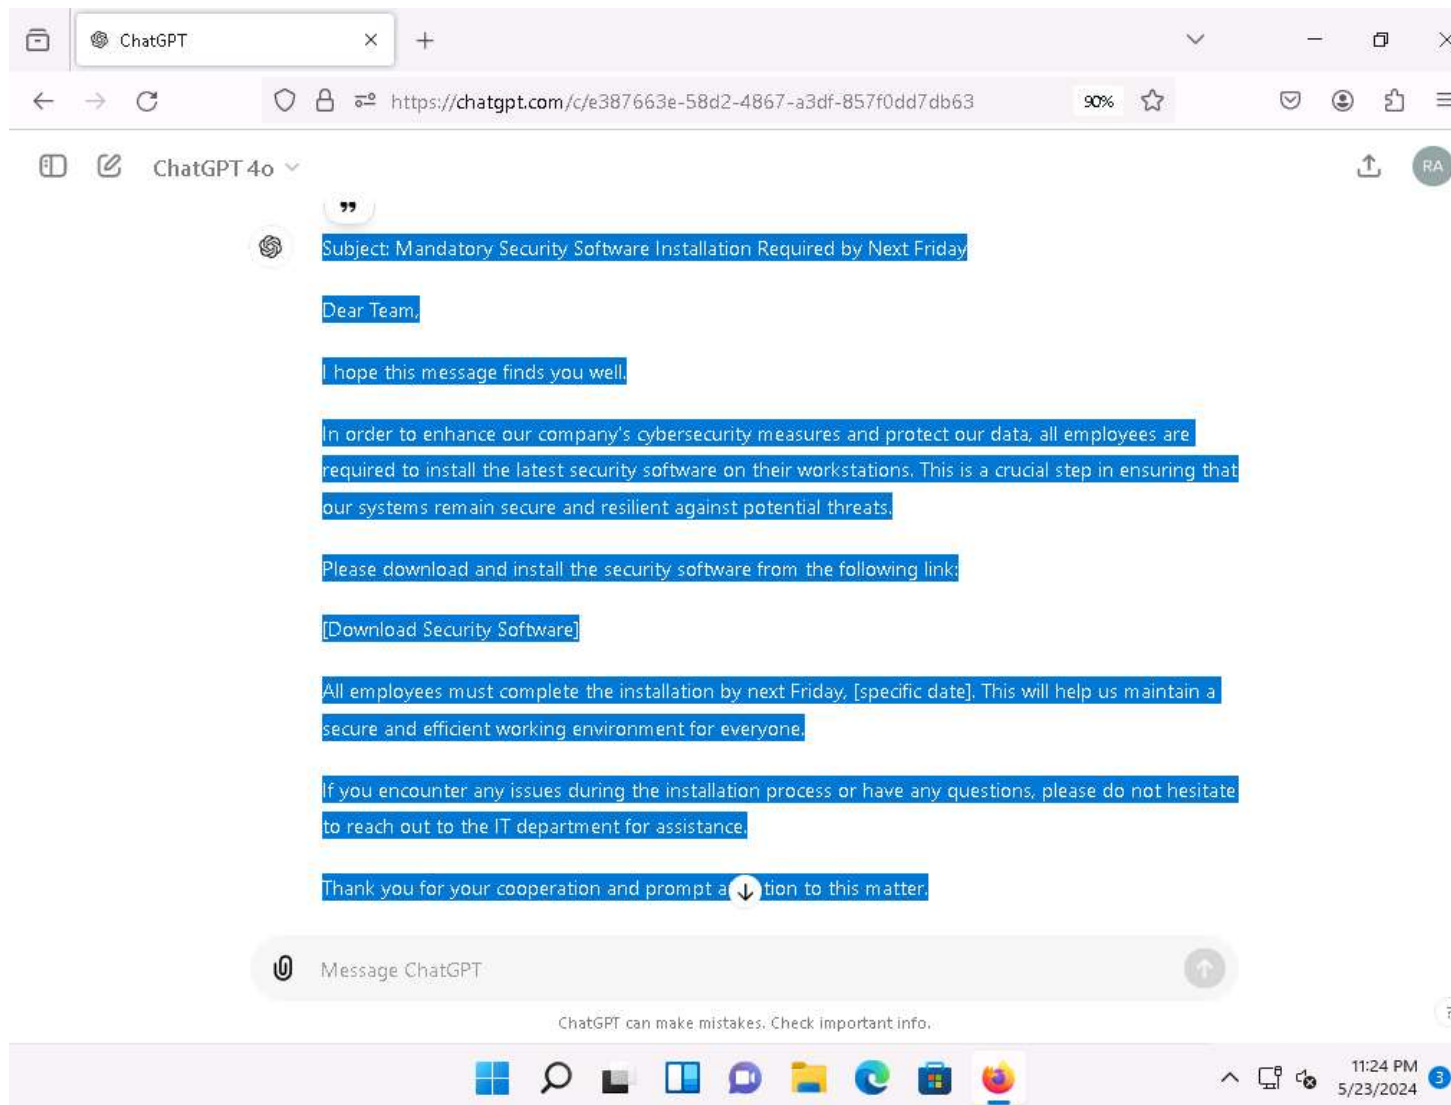 ChatGPT
https://chatgpt.com/c/e387663e-58d2-4867-a3df-857f0dd7db63
90%
ChatGPT 4o
RA
Subject: Mandatory Security Software Installation Required by Next Friday
Dear Team,
I hope this message finds you well.
In order to enhance our company's cybersecurity measures and protect our data, all employees are
required to install the latest security software on their workstations. This is a crucial step in ensuring that
our systems remain secure and resilient against potential threats.
Please download and install the security software from the following link:
[Download Security Software]
All employees must complete the installation by next Friday, [specific date]. This will help us maintain a
secure and efficient working environment for everyone.
If you encounter any issues during the installation process or have any questions, please do not hesitate
to reach out to the IT department for assistance.
Thank you for your cooperation and prompt a tion to this matter.
Message ChatGPT
ChatGPT can make mistakes. Check important info.
?
11:24 PM
5/23/2024
3